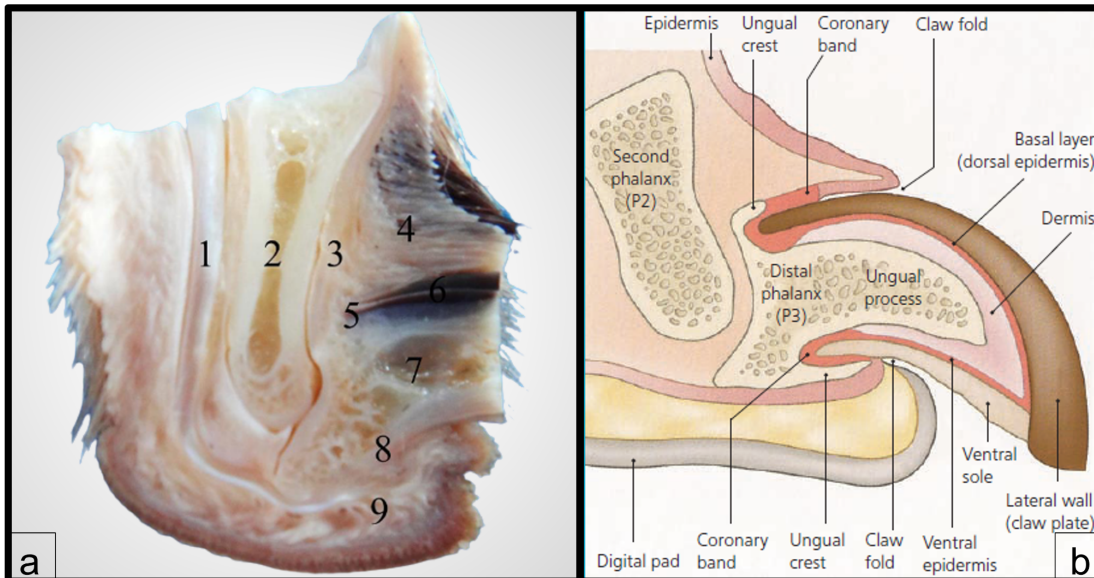 1
2
3
4
5
6
7
8
9
a
Epidermis
Ungual
crest
Coronary
band
Claw fold
Second
phalanx
(P2)
Basal layer
(dorsal epidermis)
Dermis
Distal
phalanx
(P3)
Ungual
process
Ventral
sole
Lateral wall
(claw plate)
Digital pad
Coronary
band
Ungual
crest
Claw
fold
Ventral
epidermis
b